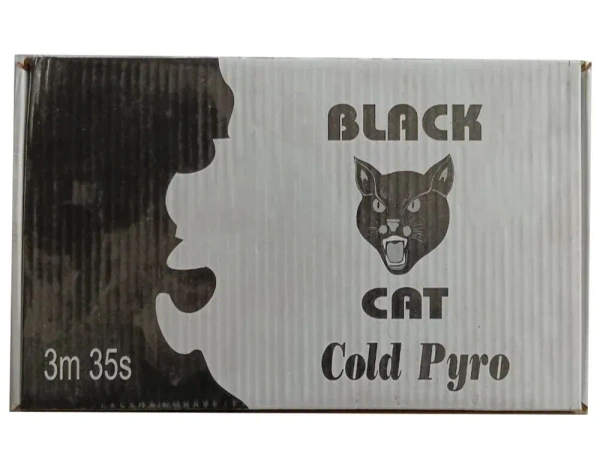 BLACK
CAT
Cold Pyro
3m 35s